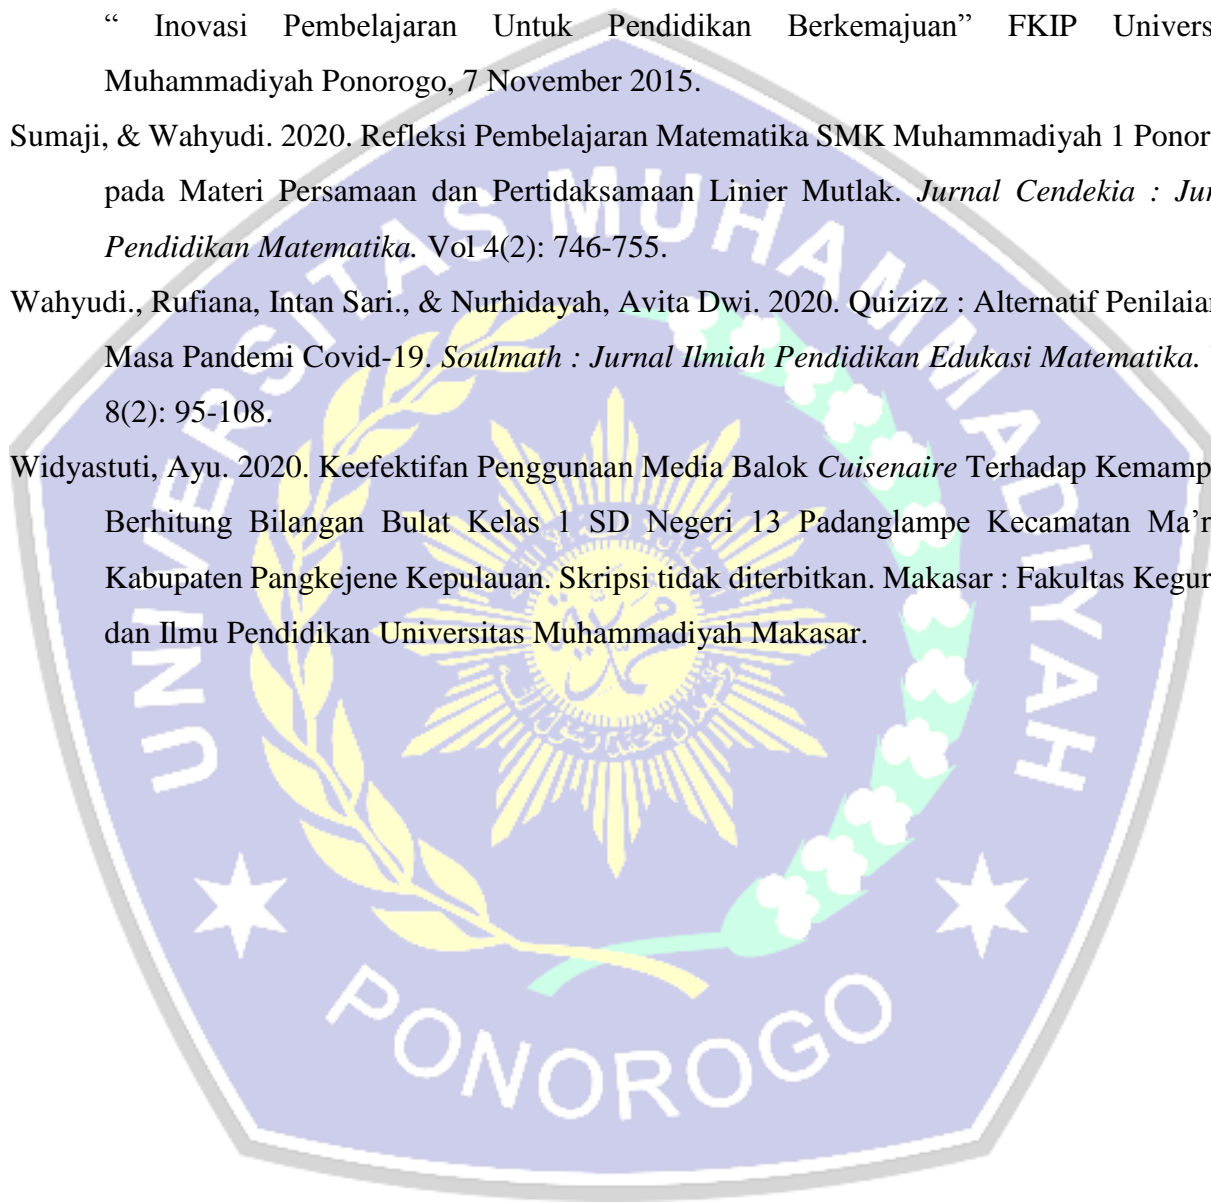 “ Inovasi Pembelajaran Untuk Pendidikan Berkemajuan” FKIP Univers
Muhammadiyah Ponorogo, 7 November 2015.
Sumaji, & Wahyudi. 2020. Refleksi Pembelajaran Matematika SMK Muhammadiyah 1 Ponor
pada Materi Persamaan dan Pertidaksamaan Linier Mutlak. Jurnal Cendekia : Jur
Pendidikan Matematika. Vol 4(2): 746-755.
Wahyudi., Rufiana, Intan Sari., & Nurhidayah, Avita Dwi. 2020. Quizizz : Alternatif Penilaian
Masa Pandemi Covid-19. Soulmath : Jurnal Ilmiah Pendidikan Edukasi Matematika.
8(2): 95-108.
Widyastuti, Ayu. 2020. Keefektifan Penggunaan Media Balok Cuisenaire Terhadap Kemamp
Berhitung Bilangan Bulat Kelas 1 SD Negeri 13 Padanglampe Kecamatan Ma’r
Kabupaten Pangkejene Kepulauan. Skripsi tidak diterbitkan. Makasar : Fakultas Kegur
dan Ilmu Pendidikan Universitas Muhammadiyah Makasar.
UNIVERSITAS MUHAMMADIYAH
PONOROGO